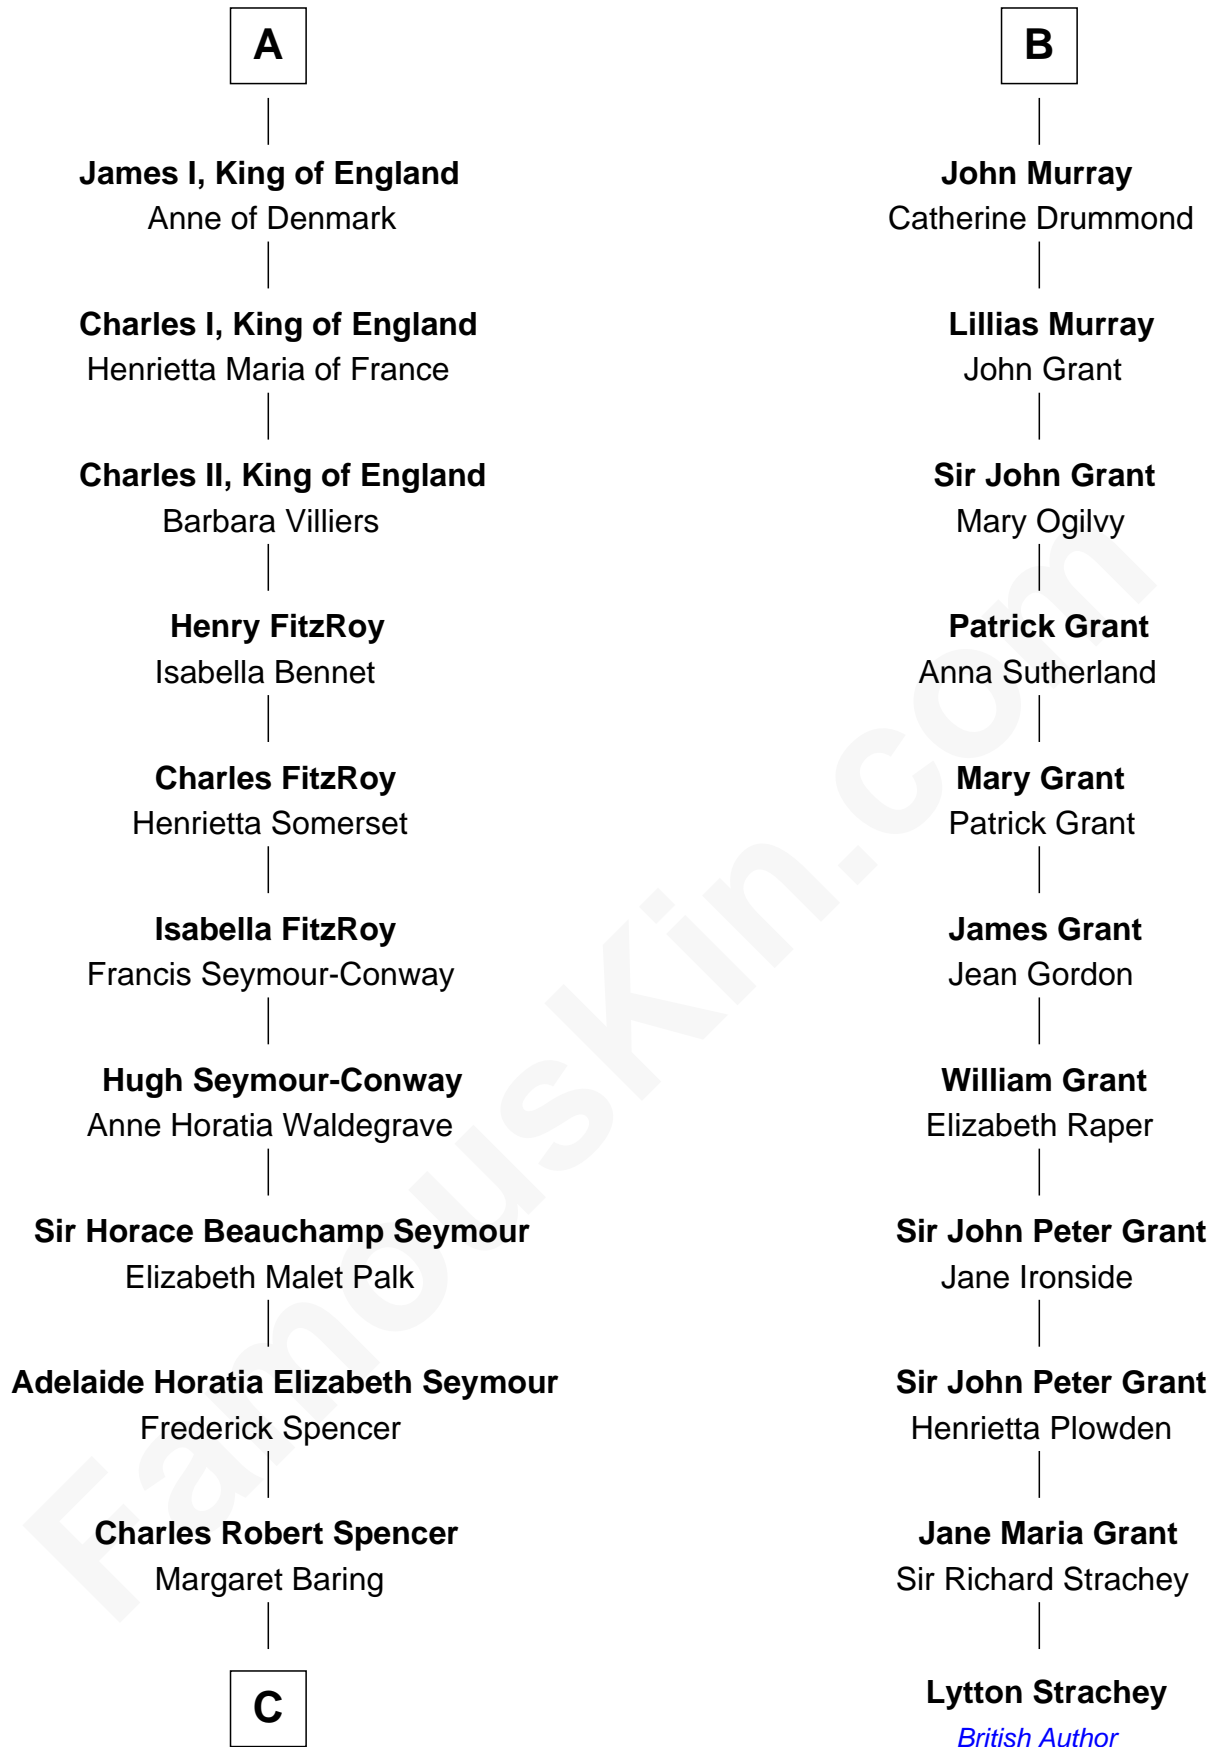 A
James I, King of England
Anne of Denmark
Charles I, King of England
Henrietta Maria of France
Charles II, King of England
Barbara Villiers
Henry FitzRoy
Isabella Bennet
Charles FitzRoy
Henrietta Somerset
Isabella FitzRoy
Francis Seymour-Conway
Hugh Seymour-Conway
Anne Horatia Waldegrave
Sir Horace Beauchamp Seymour
Elizabeth Malet Palk
Adelaide Horatia Elizabeth Seymour
Frederick Spencer
Charles Robert Spencer
Margaret Baring
C
B
John Murray
Catherine Drummond
Lillias Murray
John Grant
Sir John Grant
Mary Ogilvy
Patrick Grant
Anna Sutherland
Mary Grant
Patrick Grant
James Grant
Jean Gordon
William Grant
Elizabeth Raper
Sir John Peter Grant
Jane Ironside
Sir John Peter Grant
Henrietta Plowden
Jane Maria Grant
Sir Richard Strachey
Lytton Strachey
British Author
FamousKin.com